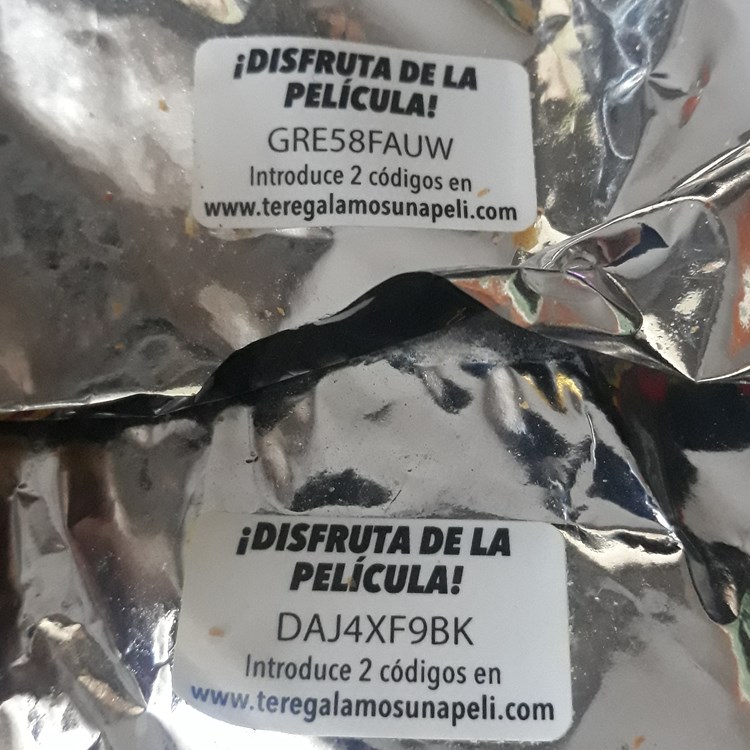 ¡DISFRUTA DE LA
PELÍCULA!
GRE58FAUW
Introduce 2 códigos en
www.teregalamosunapeli.com
¡DISFRUTA DE LA
PELÍCULA!
DAJ4XF9BK
Introduce 2 códigos en
www.teregalamosunapeli.com